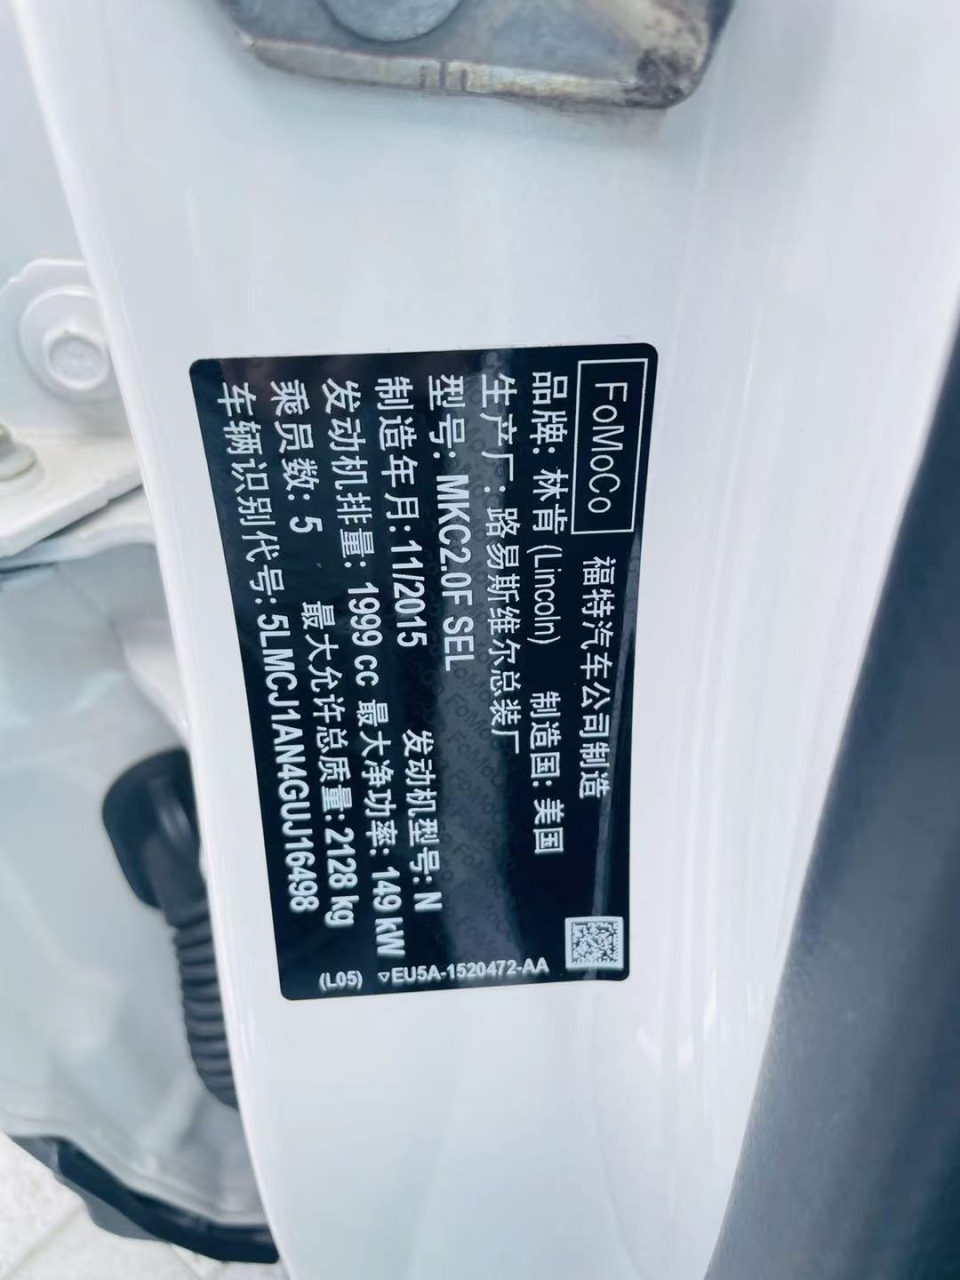 FoMoCo 福特汽车公司制造
品牌: 林肯 (Lincoln) 制造国: 美国
生产厂: 路易斯维尔总装厂
型号: MKC2.0F SEL
制造年月: 11/2015 发动机型号: N
发动机排量: 1999 cc 最大净功率: 149 kW
乘员数: 5 最大允许总质量: 2128 kg
车辆识别代号: 5LMCJ1AN4GUJ16498
(L05) ▽EU5A-1520472-AA